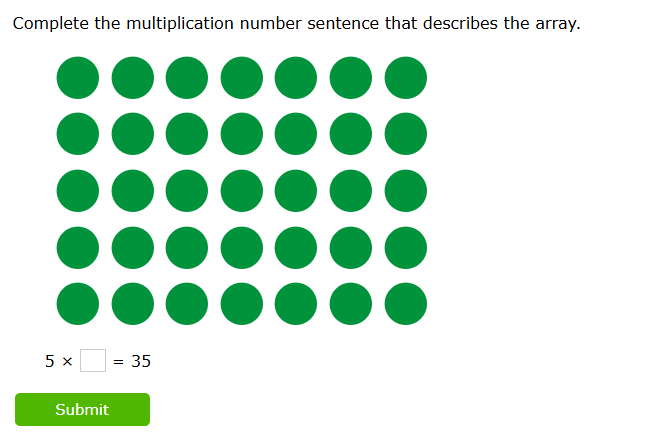 Complete the multiplication number sentence that describes the array.
5 × = 35
Submit